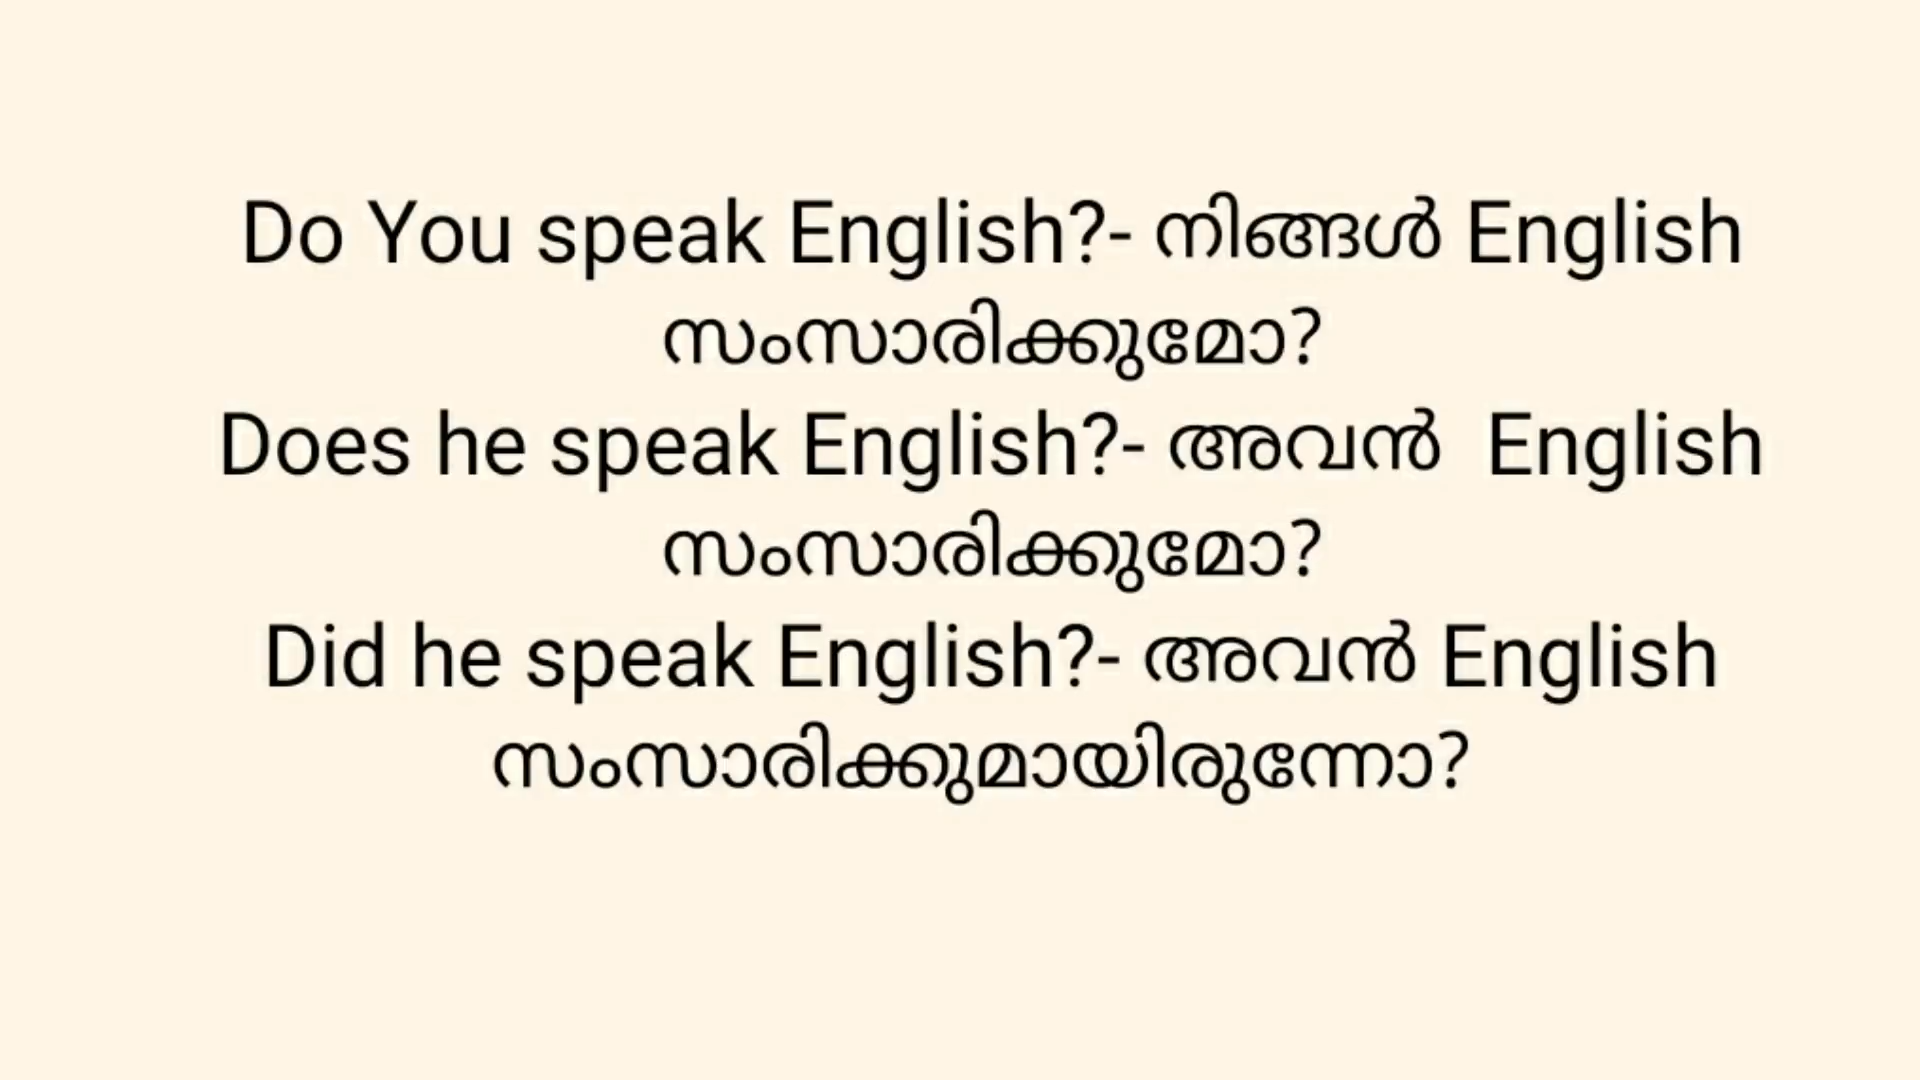 Do You speak English?- നിങ്ങൾ English
സംസാരിക്കുമോ?
Does he speak English?- അവൻ  English
സംസാരിക്കുമോ?
Did he speak English?- അവൻ English
സംസാരിക്കുമായിരുന്നോ?